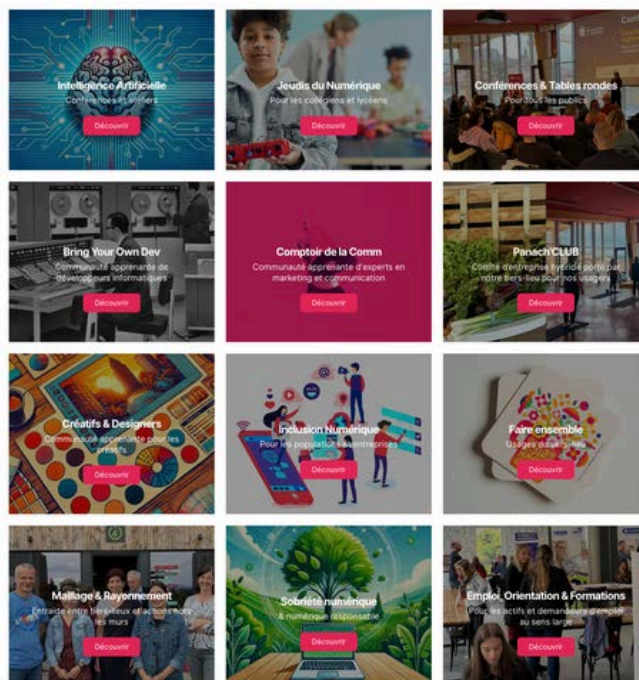 Intelligence Artificielle
Conférences et ateliers
Découvrir
Jeudis du Numérique
Pour les collégiens et lycéens
Découvrir
Conférences & Tables rondes
Pour tous les publics
Découvrir
Bring Your Own Dev
Communauté apprenante de
développeurs informatiques
Découvrir
Comptoir de la Comm
Communauté apprenante d'experts en
marketing et communication
Découvrir
Panach'CLUB
Comité d'entreprise hybride porté par
notre tiers-lieu pour nos usagers
Découvrir
Créatifs & Designers
Communauté apprenante pour les
créatifs
Découvrir
Inclusion Numérique
Pour les populations & entreprises
Découvrir
Faire ensemble
Usages du tiers-lieu
Découvrir
Maillage & Rayonnement
Entraide entre tiers-lieux et actions hors
les murs
Découvrir
Sobriété numérique
& numérique responsable
Découvrir
Emploi, Orientation & Formations
Pour les actifs et demandeurs d'emploi
au sens large
Découvrir